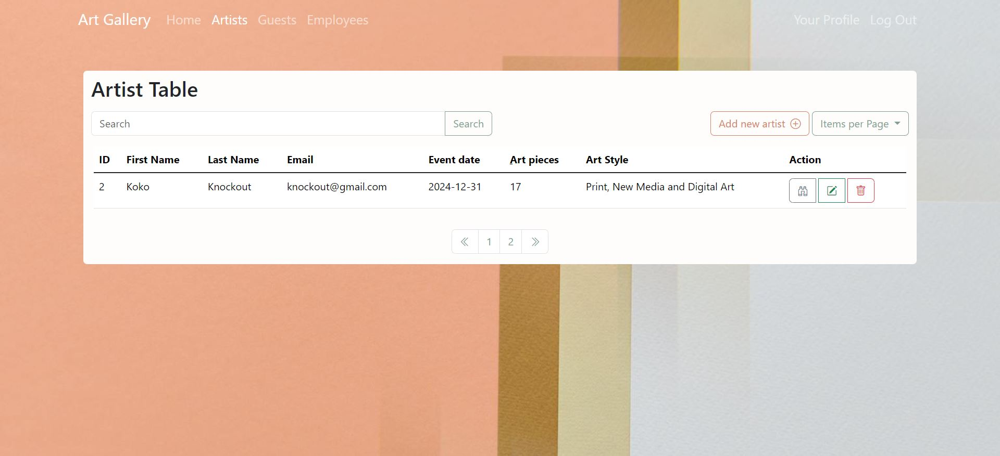 Art Gallery Home Artists Guests Employees Your Profile Log Out
Artist Table
Search Search Add new artist Items per Page
ID First Name Last Name Email Event date Art pieces Art Style Action
2 Koko Knockout knockout@gmail.com 2024-12-31 17 Print, New Media and Digital Art
1 2